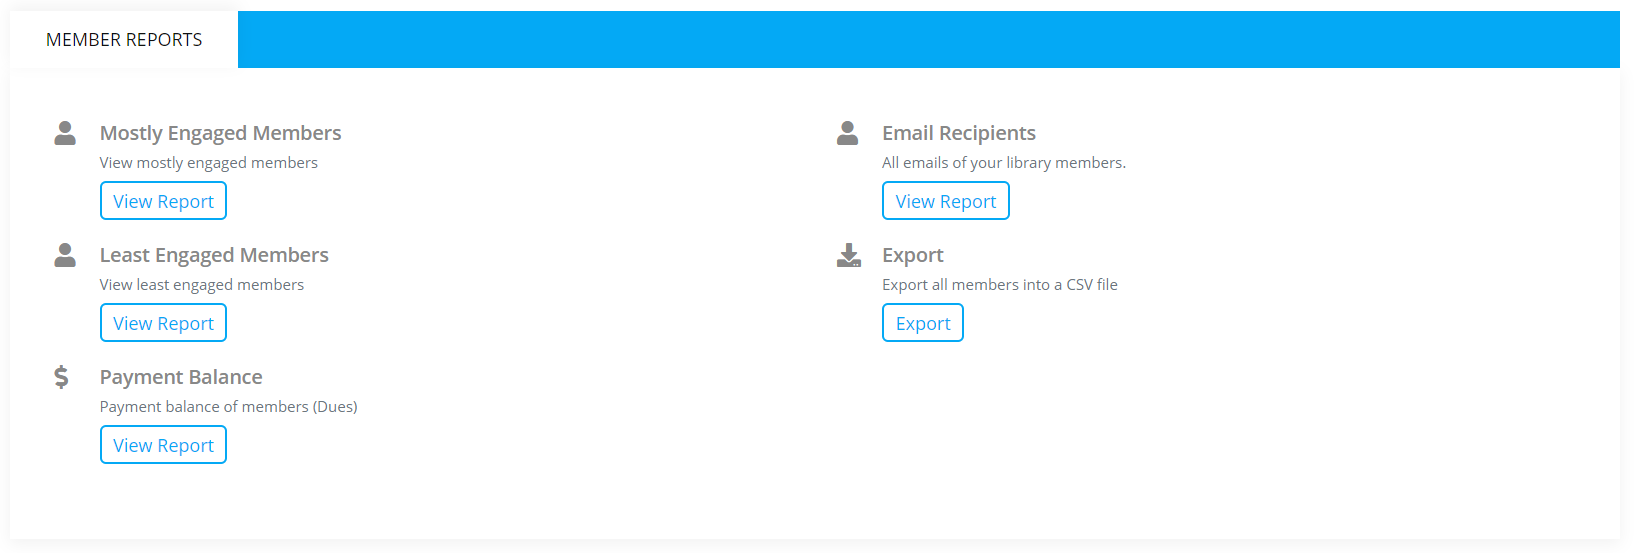 MEMBER REPORTS
Mostly Engaged Members
View mostly engaged members
View Report
Least Engaged Members
View least engaged members
View Report
Payment Balance
Payment balance of members (Dues)
View Report
Email Recipients
All emails of your library members.
View Report
Export
Export all members into a CSV file
Export